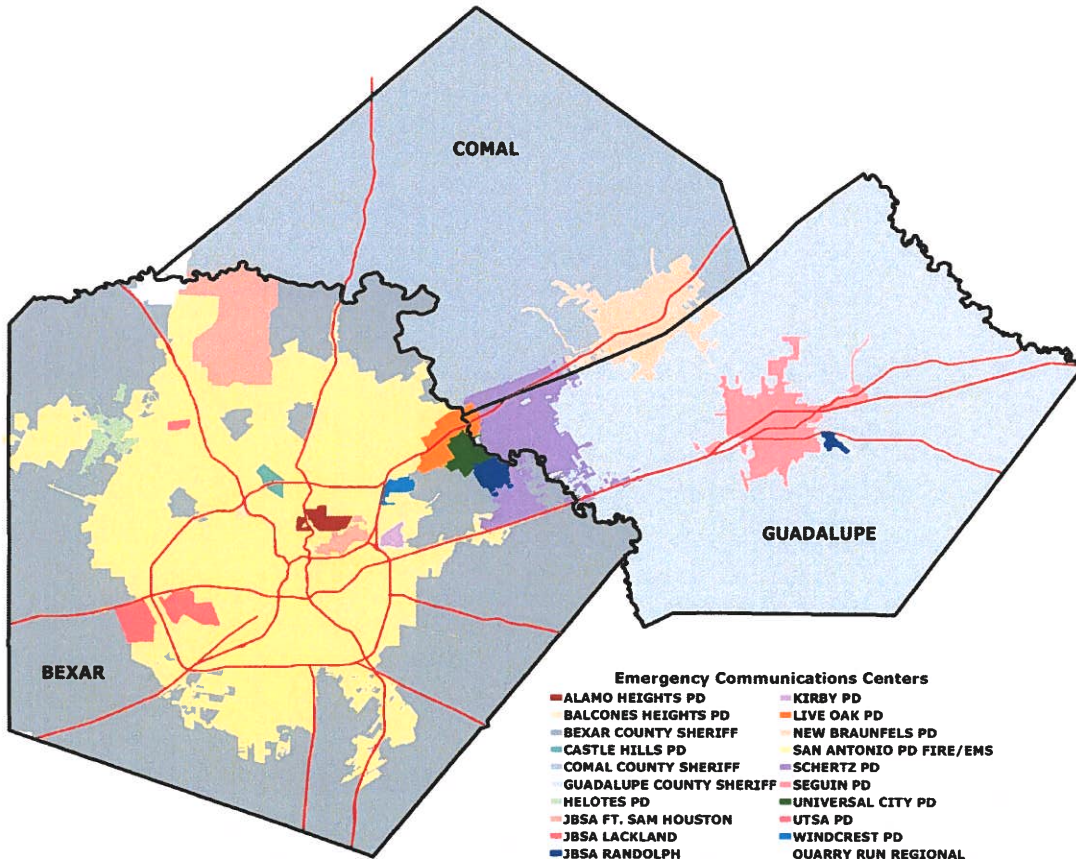 COMAL
GUADALUPE
BEXAR
Emergency Communications Centers
ALAMO HEIGHTS PD
BALCONES HEIGHTS PD
BEXAR COUNTY SHERIFF
CASTLE HILLS PD
COMAL COUNTY SHERIFF
GUADALUPE COUNTY SHERIFF
HELOTES PD
JBSA FT. SAM HOUSTON
JBSA LACKLAND
JBSA RANDOLPH
KIRBY PD
LIVE OAK PD
NEW BRAUNFELS PD
SAN ANTONIO PD FIRE/EMS
SCHERTZ PD
SEGUIN PD
UNIVERSAL CITY PD
UTSA PD
WINDCREST PD
QUARRY RUN REGIONAL